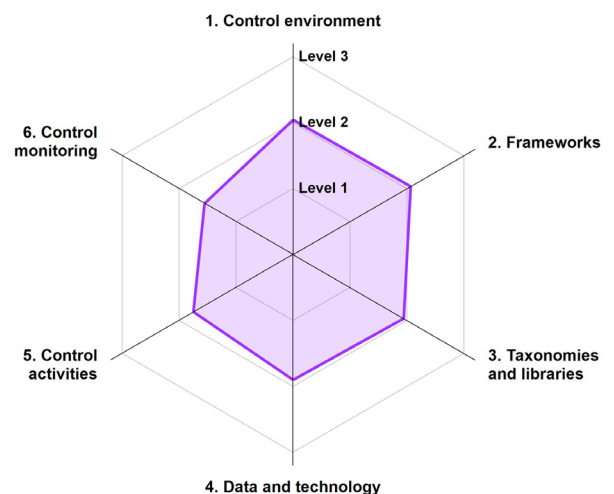 1. Control environment
Level 3
Level 2
Level 1
2. Frameworks
3. Taxonomies
and libraries
4. Data and technology
5. Control
activities
6. Control
monitoring